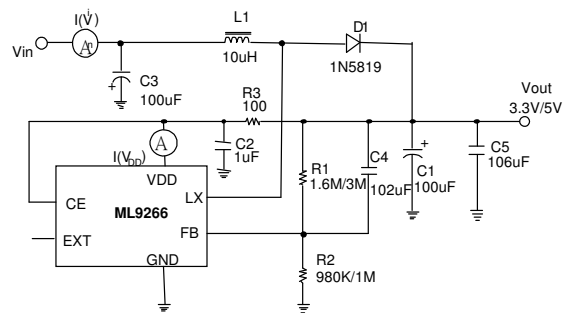 I(Vin)
L1
D1
Vin
A
10uH
1N5819
C3
100uF
R3
100
Vout
3.3V/5V
A
I(VDD)
C2
1uF
VDD
R1
1.6M/3M
C4
102uF
C1
100uF
C5
106uF
CE
ML9266
LX
EXT
FB
GND
R2
980K/1M